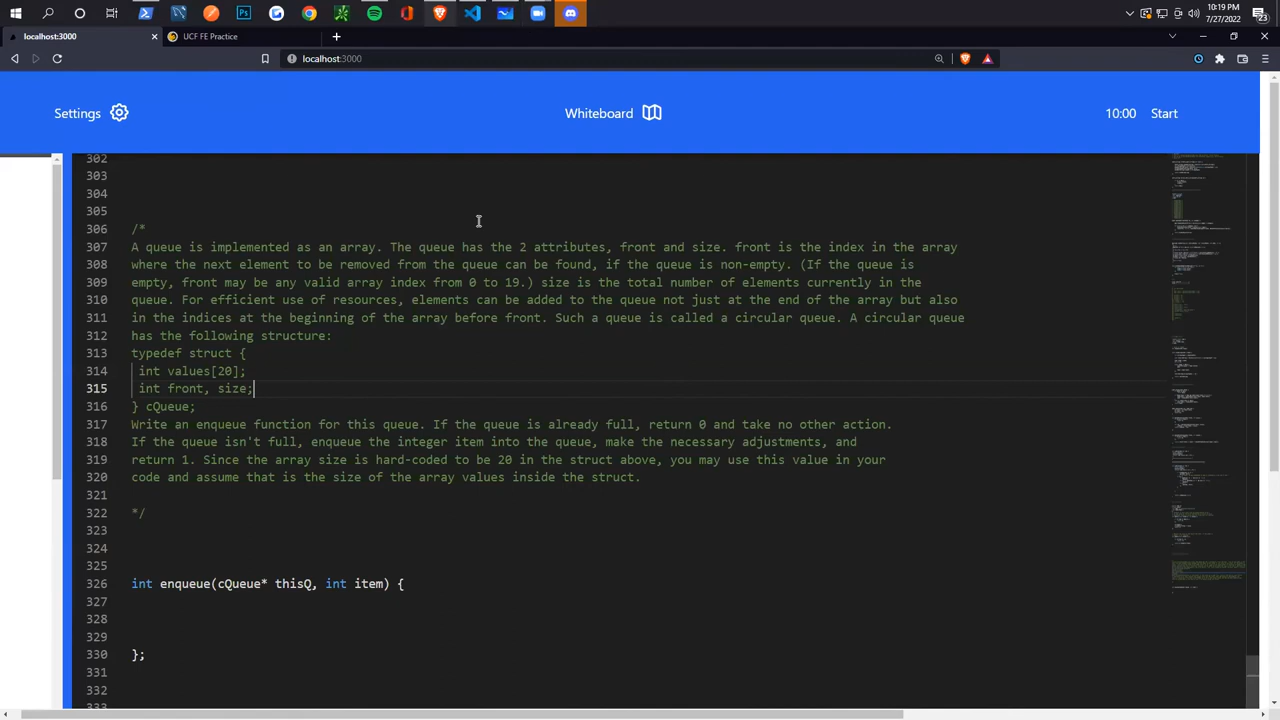 10:19 PM
7/27/2022
23
localhost:3000
UCF FE Practice
localhost:3000
Settings
Whiteboard
10:00 Start
302
303
304
305
306 /*
307 A queue is implemented as an array. The queue has the 2 attributes, front and size. font is the index in the array
308 where the next element to be removed from the queue can be found, if the queue is non-empty. (If the queue is
309 empty, front may be any valid array index from 0 to 19.) size is the total number of elements currently in the
310 queue. For efficient use of resources, elements can be added to the queue not just at the end of the array but also
311 in the indices at the beginning of the array before front. Such a queue is called a circular queue. A circular queue
312 has the following structure:
313 typedef struct {
314 int values[20];
315 int front, size;
316 } cQueue;
317 Write an enqueue function for this queue. If the queue is already full, return 0 and take no other action.
318 If the queue isn't full, enqueue the integer item into the queue, make the necessary adjustments, and
319 return 1. Since the array size is hard-coded to be 20 in the struct above, you may use this value in your
320 code and assume that is the size of the array values inside the struct.
321
322 */
323
324
325
326 int enqueue(cQueue* thisQ, int item) {
327
328
329
330 };
331
332
333